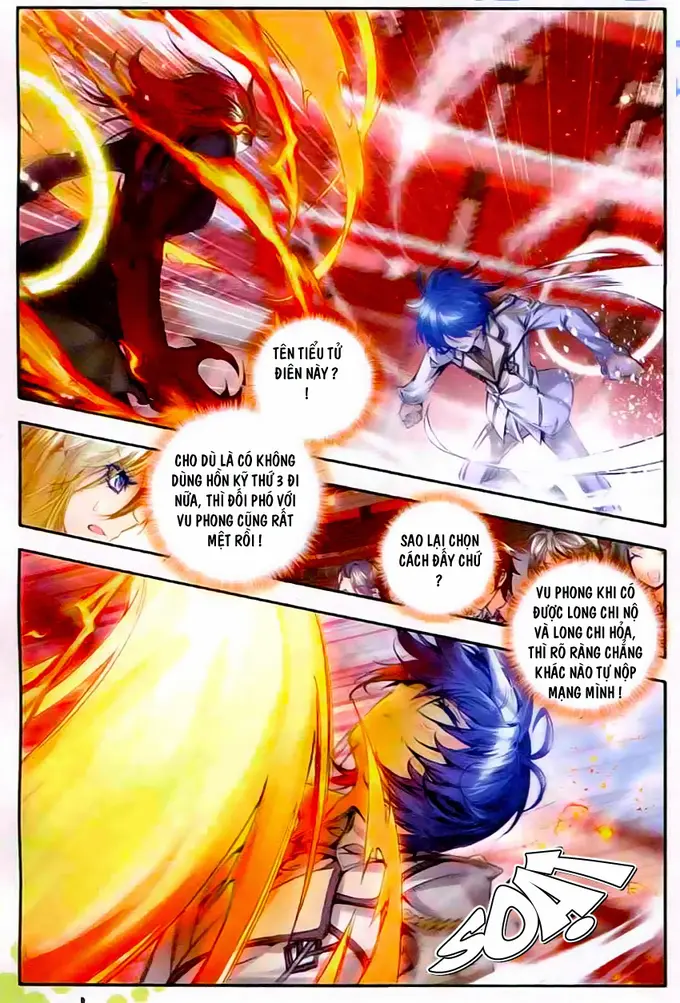 TÊN TIỂU TỬ
ĐIÊN NÀY ?
!
CHO DÙ LÀ CÓ KHÔNG
DÙNG HỒN KỸ THỨ 3 ĐI
NỮA, THÌ ĐỐI PHÓ VỚI
VU PHONG CŨNG RẤT
MỆT RỒI !
SAO LẠI CHỌN
CÁCH ĐẤY CHỨ
?
VU PHONG KHI CÓ
ĐƯỢC LONG CHI NỘ
VÀ LONG CHI HỎA,
THÌ RÕ RÀNG CHẲNG
KHÁC NÀO TỰ NỘP
MẠNG MÌNH !
SOẠT!